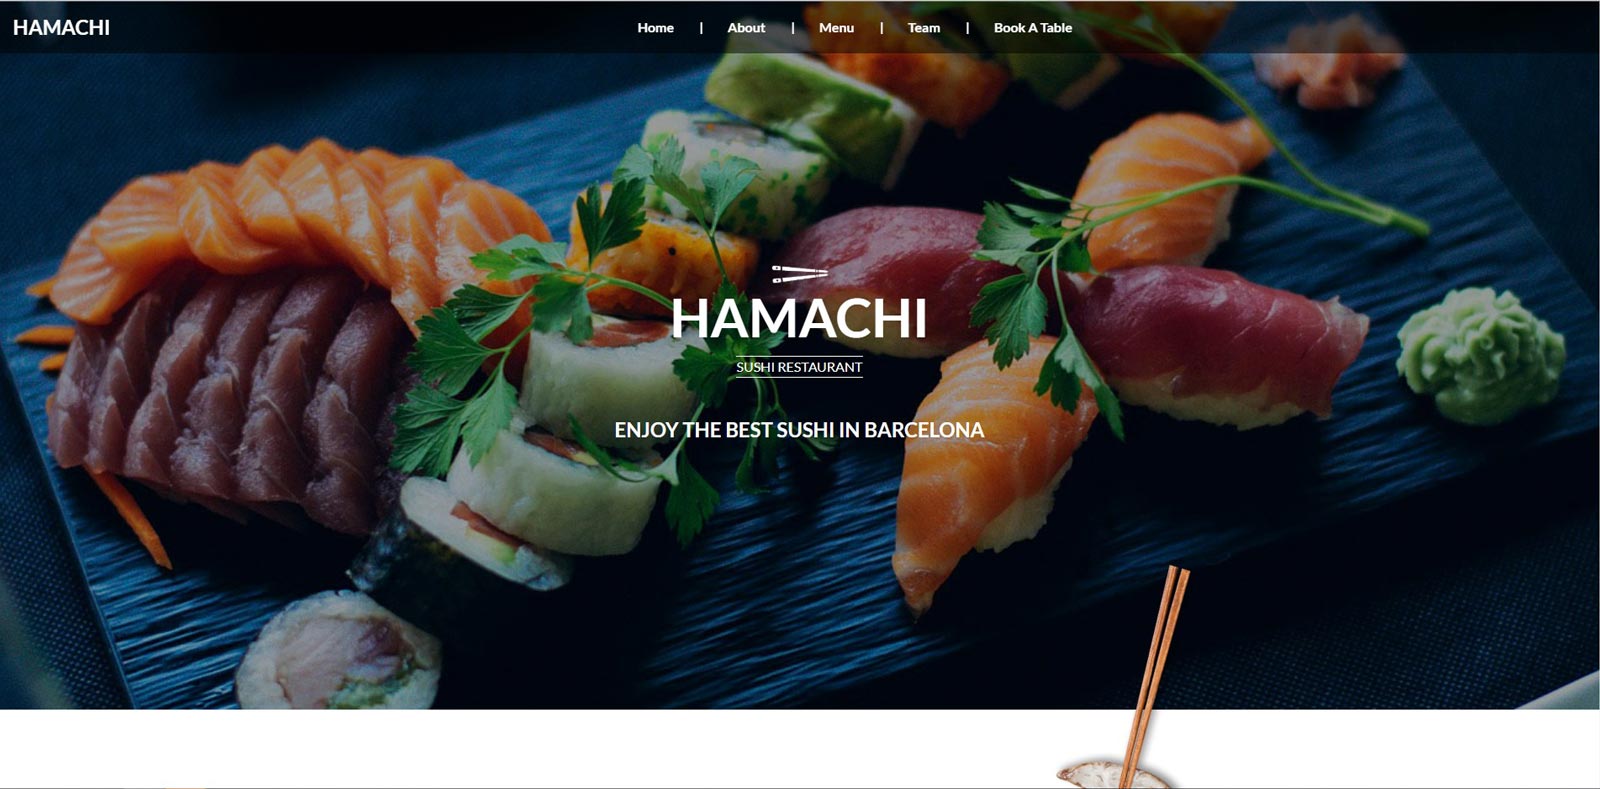 HAMACHI
Home | About | Menu | Team | Book A Table
HAMACHI
SUSHI RESTAURANT
ENJOY THE BEST SUSHI IN BARCELONA